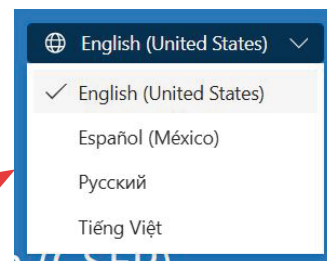 English (United States)
English (United States)
Español (México)
Русский
Tiếng Việt